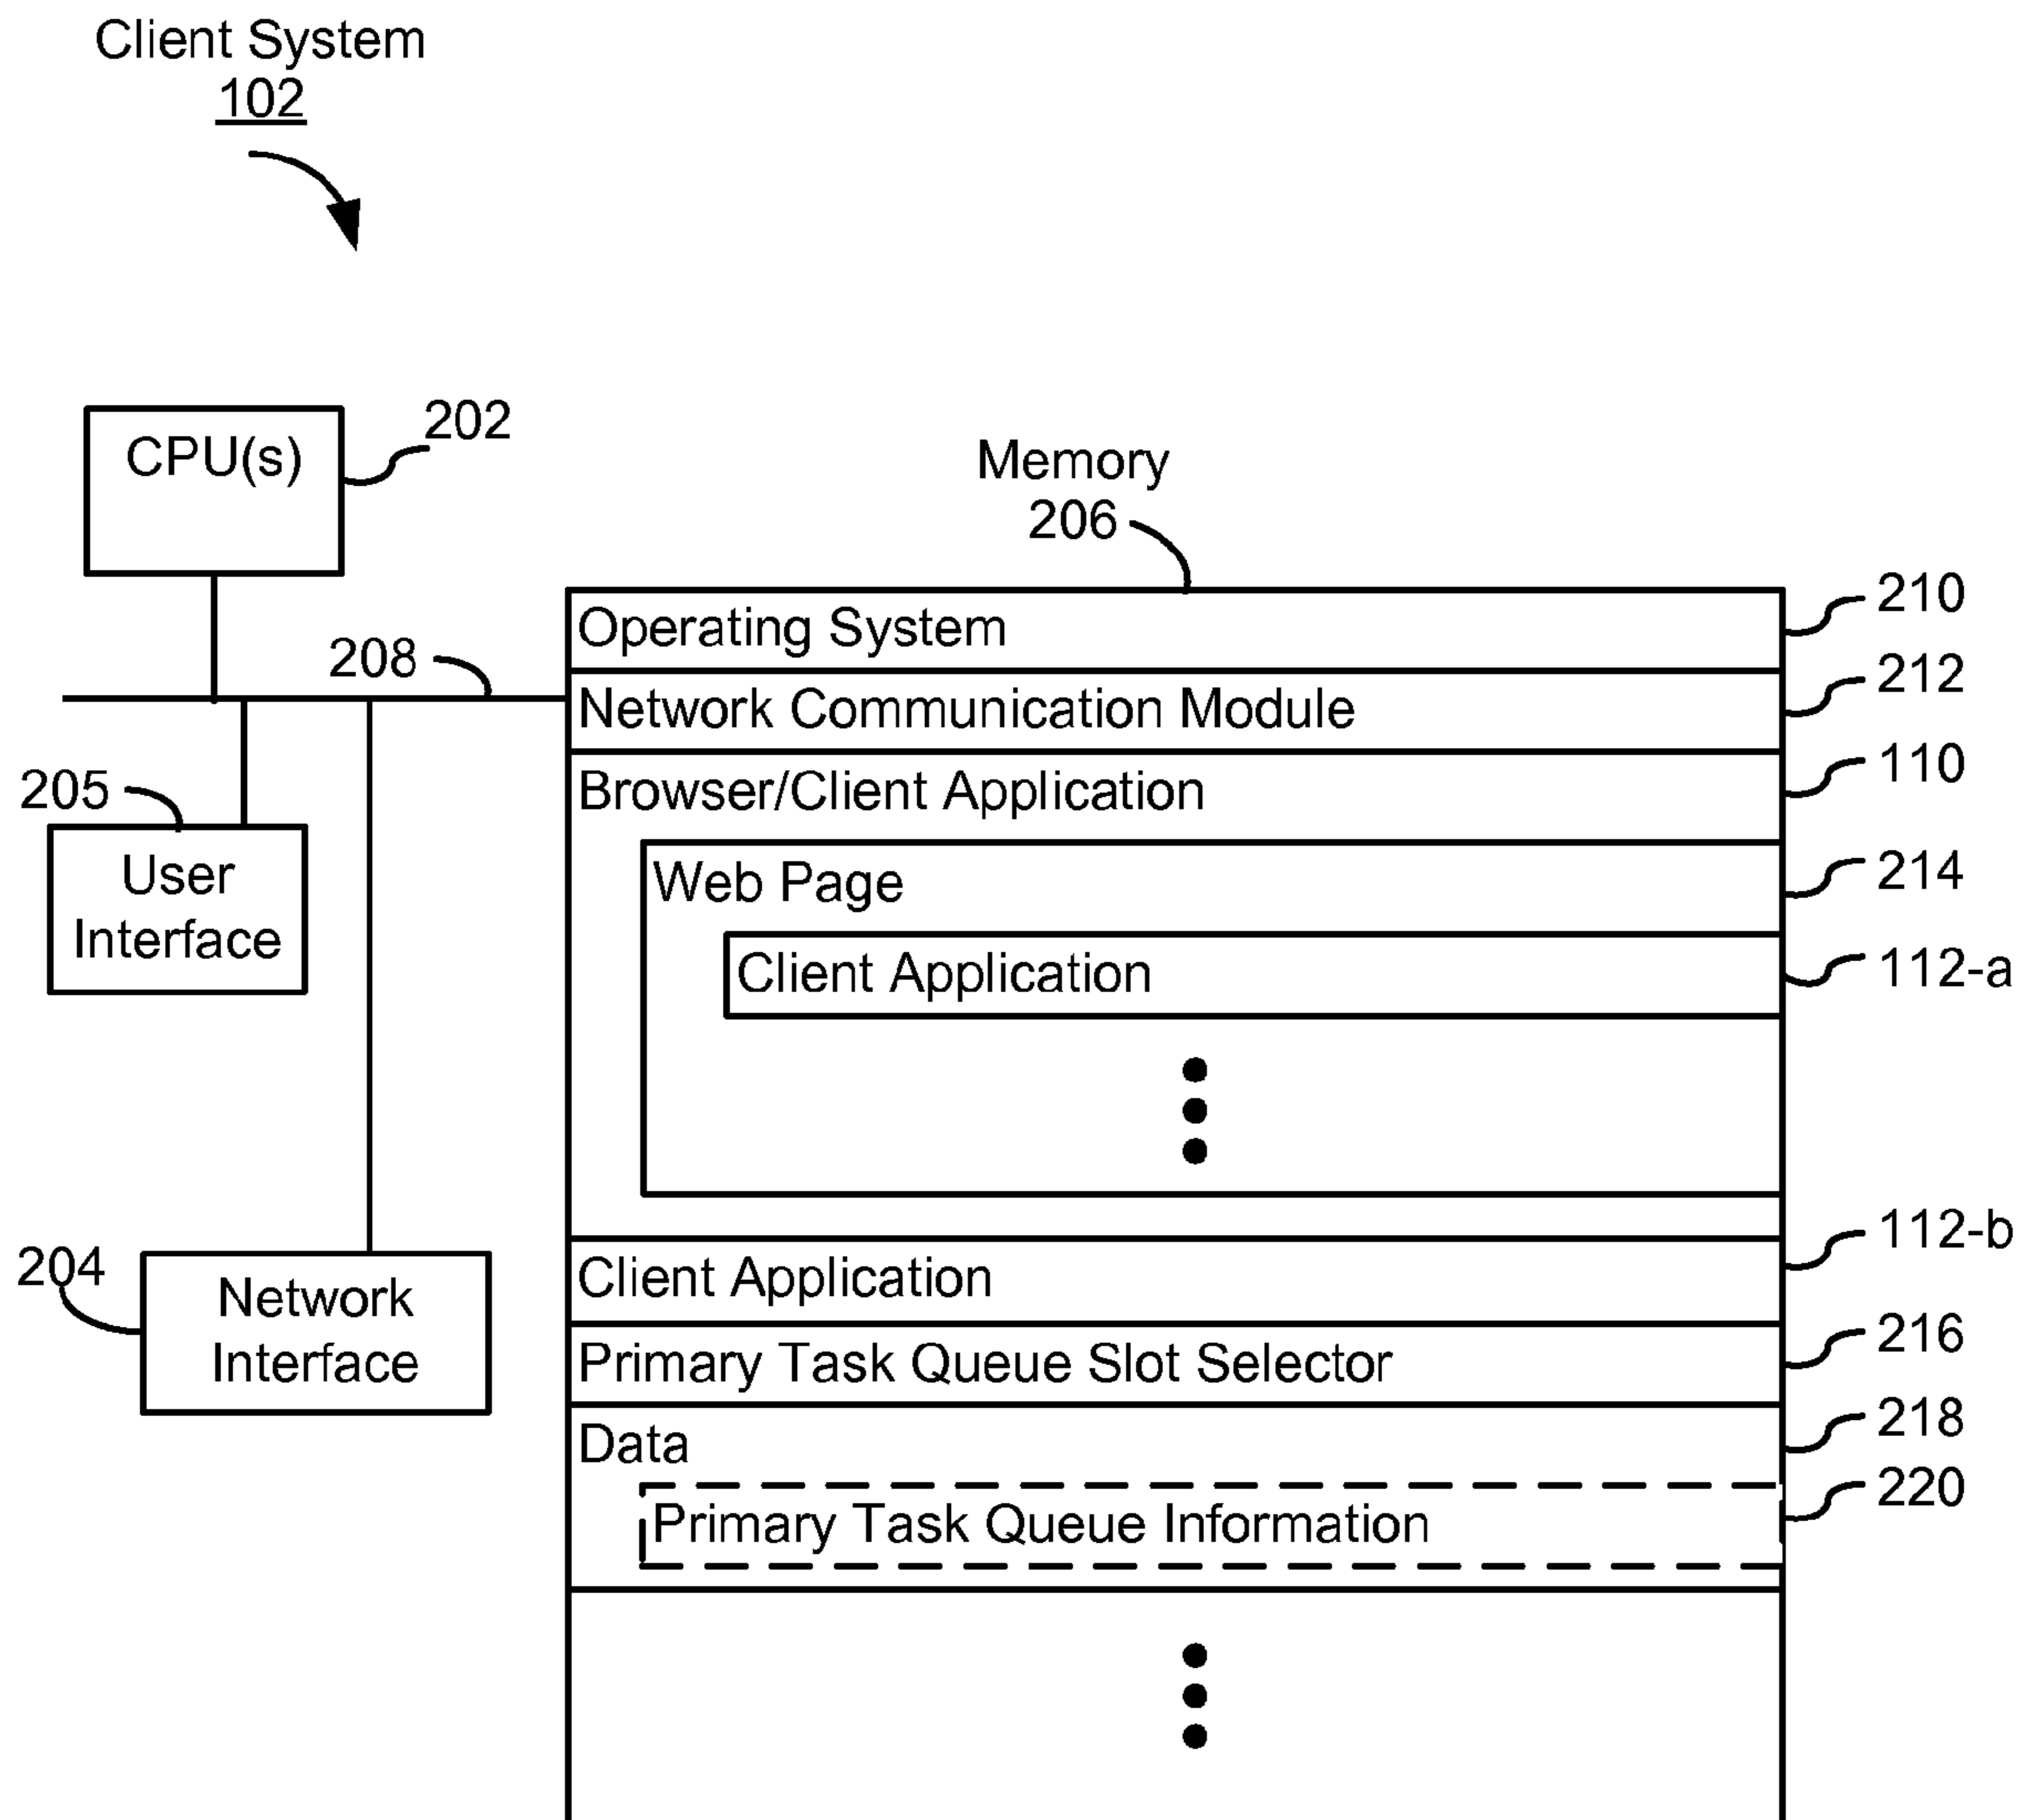 Client System
102
CPU(s)
202
Memory
206
Operating System
210
208
Network Communication Module
212
205
Browser/Client Application
110
User
Interface
Web Page
214
Client Application
112-a
204
Network
Interface
Client Application
112-b
Primary Task Queue Slot Selector
216
Data
218
Primary Task Queue Information
220